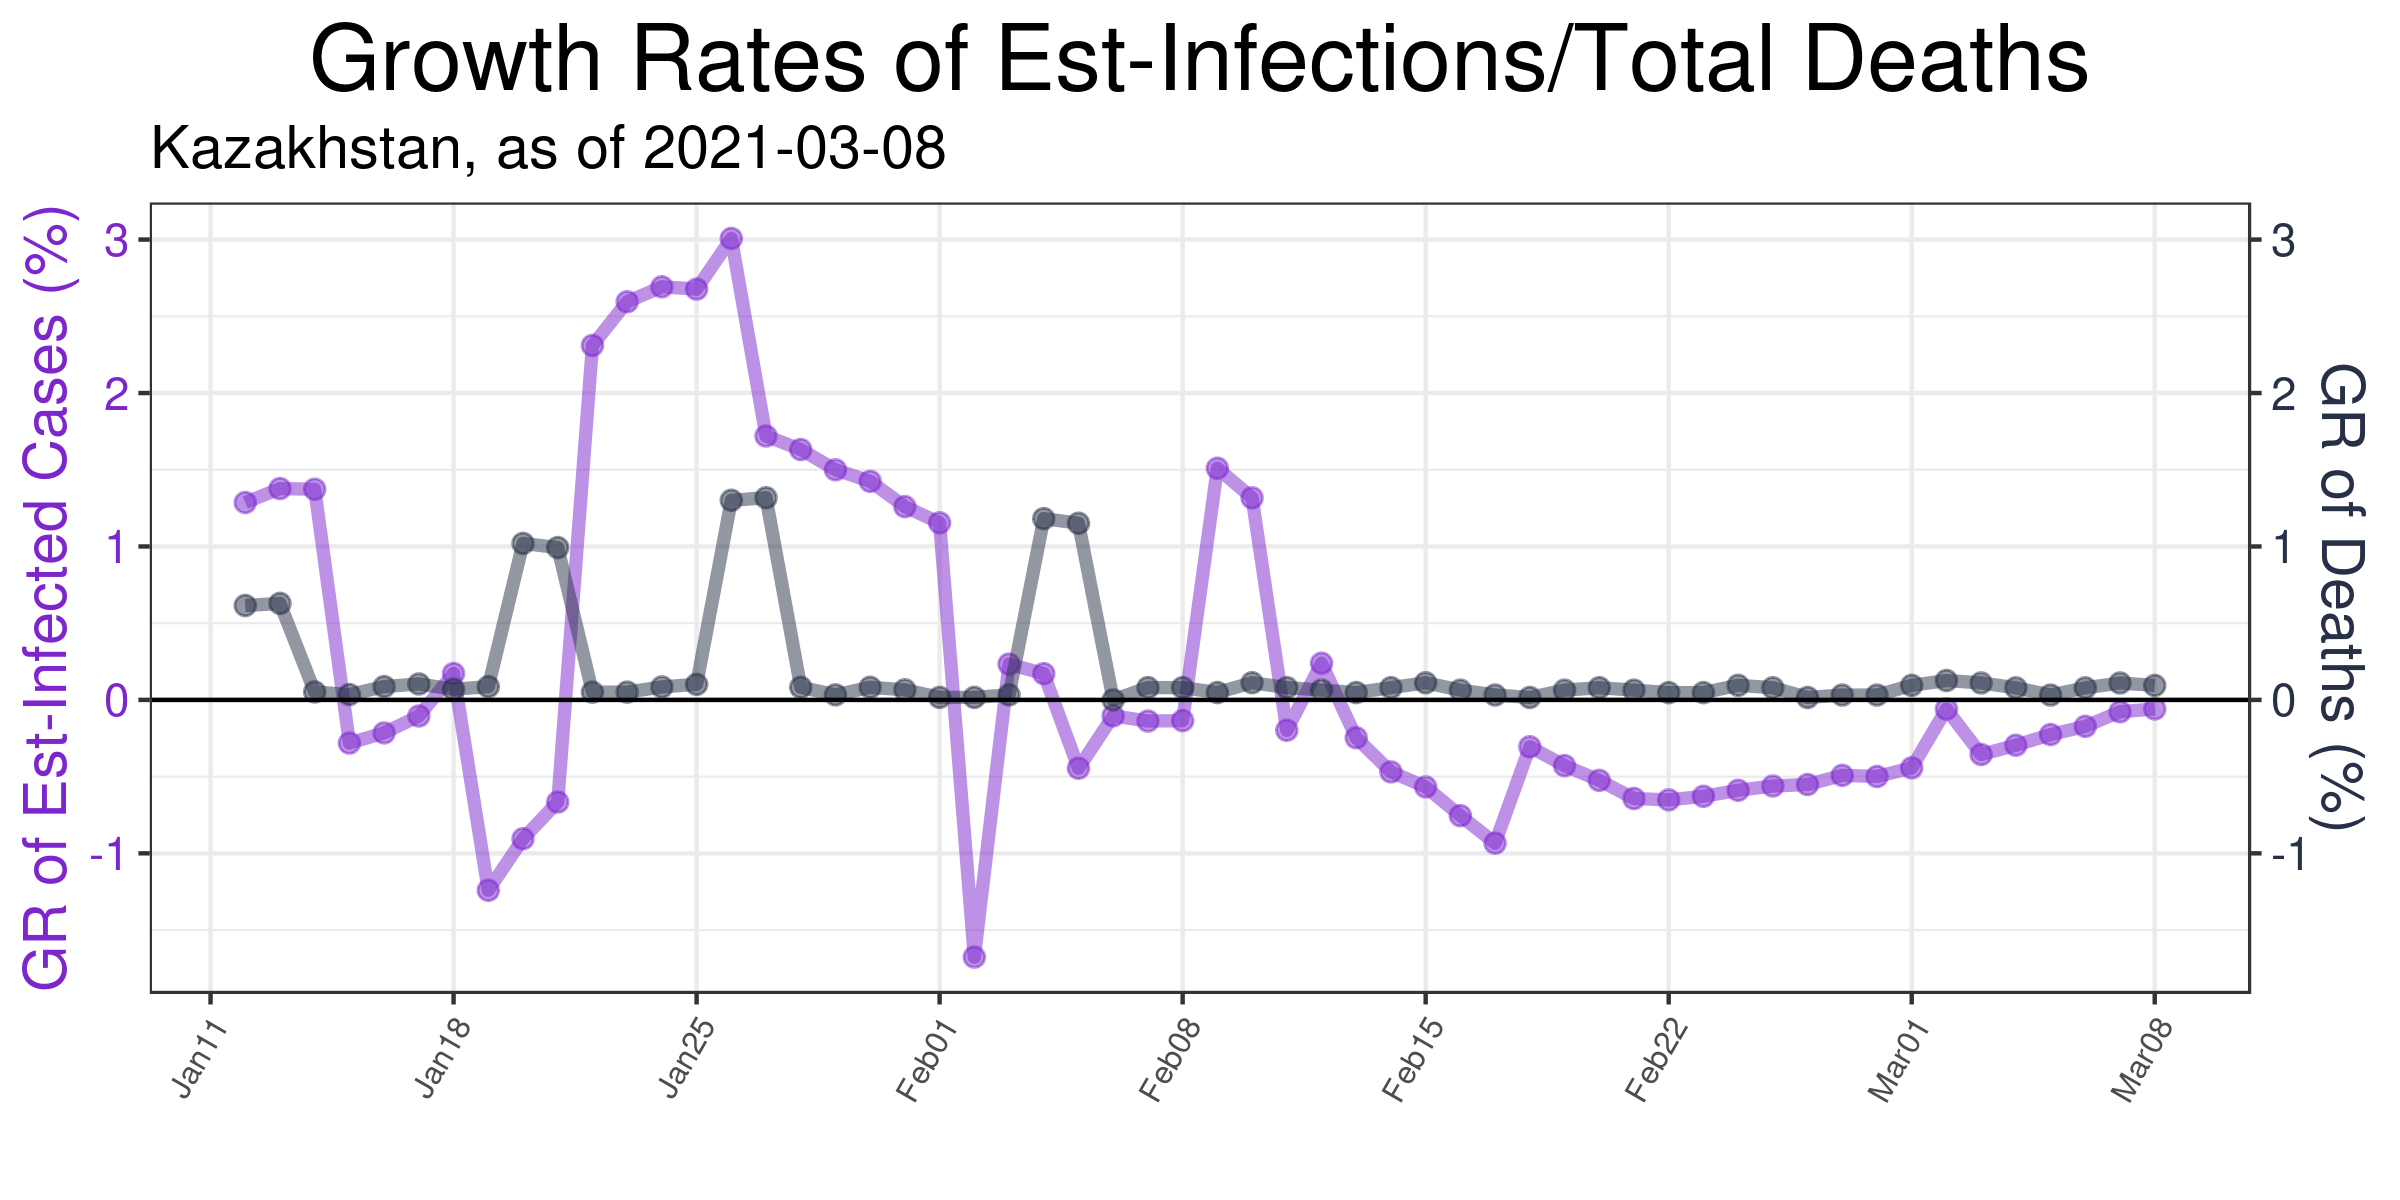 Growth Rates of Est-Infections/Total Deaths
Kazakhstan, as of 2021-03-08
GR of Est-Infected Cases (%)
3
2
1
0
-1
3
2
1
0
-1
GR of Deaths (%)
Jan11
Jan18
Jan25
Feb01
Feb08
Feb15
Feb22
Mar01
Mar08